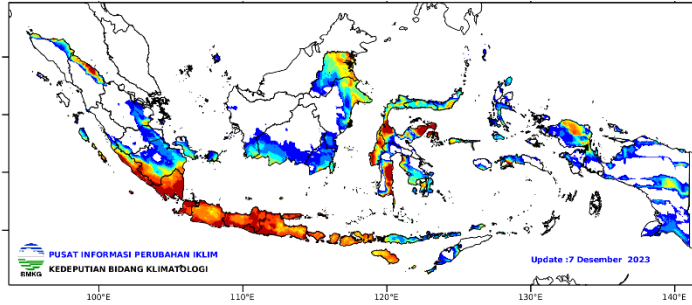 PUSAT INFORMASI PERUBAHAN IKLIM
KEDEPUTIAN BIDANG KLIMATOLOGI
BMKG
Update :7 Desember 2023
100°E 110°E 120°E 130°E 140°E